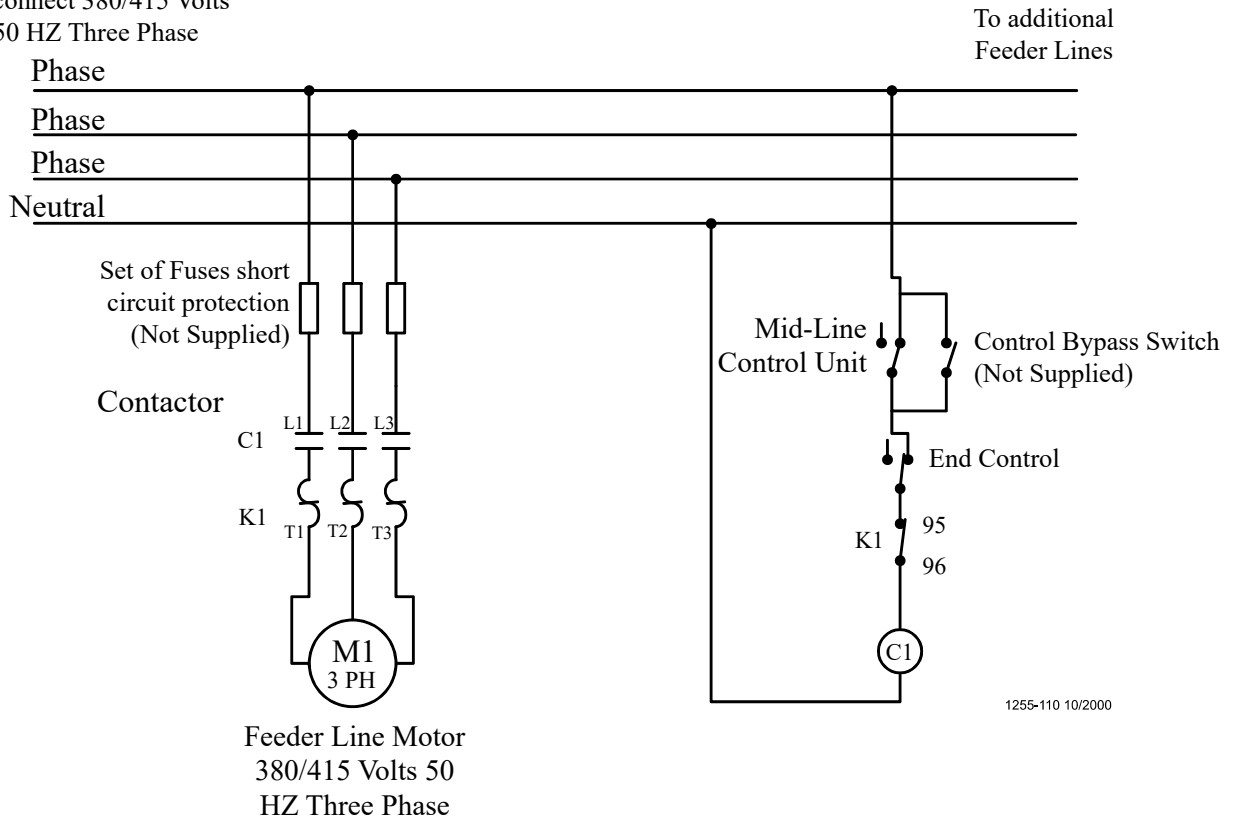 connect 380/415 Volts
50 HZ Three Phase
To additional
Feeder Lines
Phase
Phase
Phase
Neutral
Set of Fuses short
circuit protection
(Not Supplied)
Mid-Line
Control Unit
Control Bypass Switch
(Not Supplied)
Contactor
L1 L2 L3
C1
End Control
K1
T1 T2 T3
K1
95
96
M1
3 PH
C1
1255-110 10/2000
Feeder Line Motor
380/415 Volts 50
HZ Three Phase